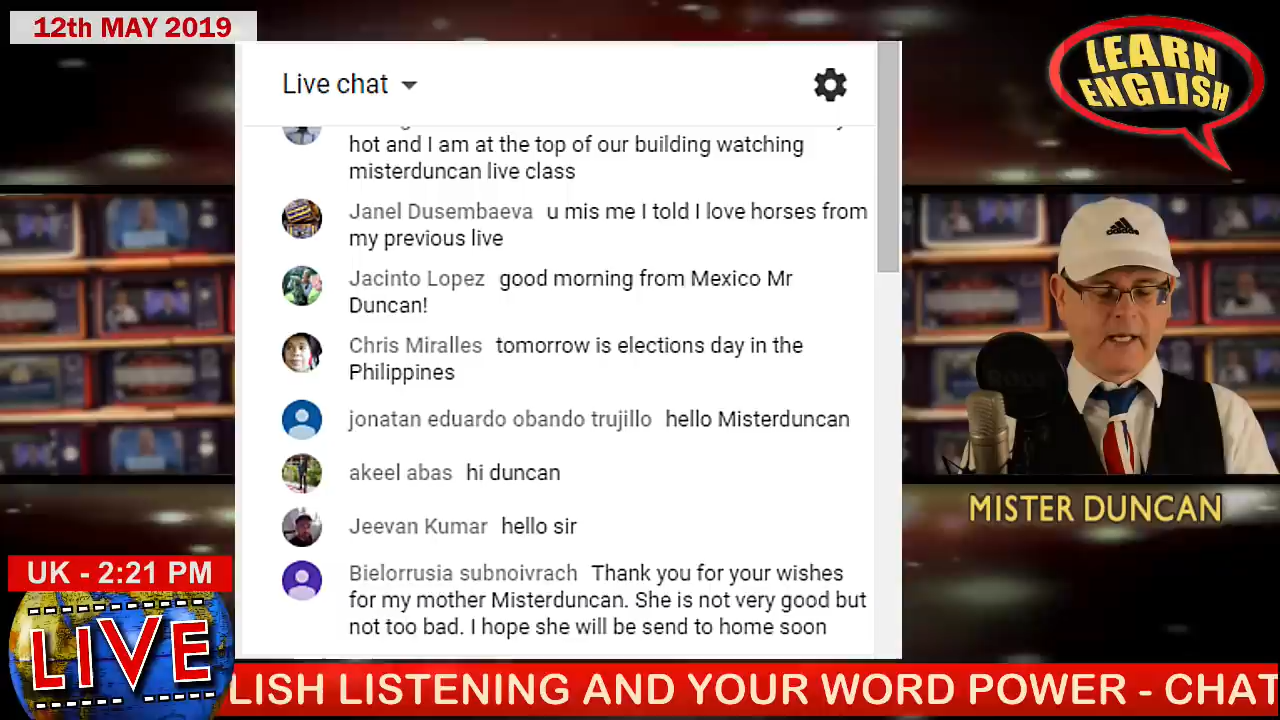 12th MAY 2019
Live chat
hot and I am at the top of our building watching
misterduncan live class
Janel Dusembaeva u mis me I told I love horses from
my previous live
Jacinto Lopez good morning from Mexico Mr
Duncan!
Chris Miralles tomorrow is elections day in the
Philippines
jonatan eduardo obando trujillo hello Misterduncan
akeel abas hi duncan
Jeevan Kumar hello sir
Bielorrusia subnoivrach Thank you for your wishes
for my mother Misterduncan. She is not very good but
not too bad. I hope she will be send to home soon
LEARN
ENGLISH
adidas
MISTER DUNCAN
UK - 2:21 PM
LIVE
LISH LISTENING AND YOUR WORD POWER - CHAT